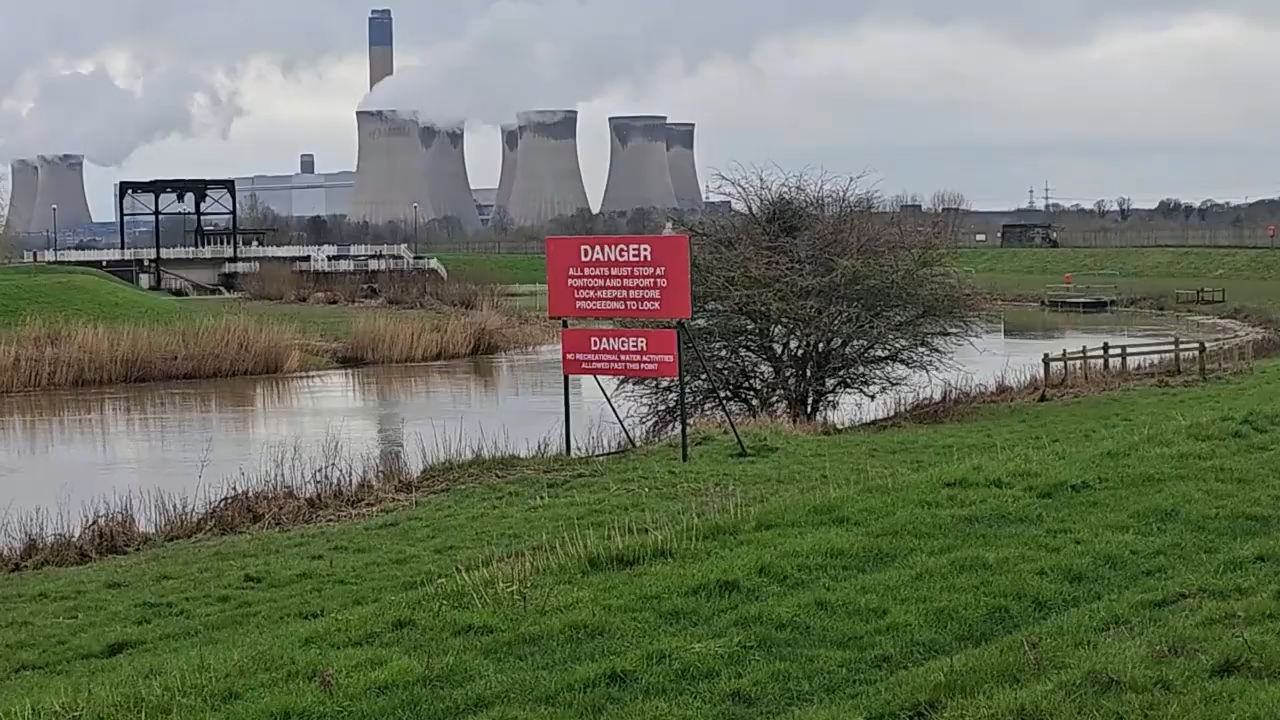 DANGER
ALL BOATS MUST STOP AT
PONTOON AND REPORT TO
LOCK-KEEPER BEFORE
PROCEEDING TO LOCK
DANGER
NO RECREATIONAL WATER ACTIVITIES
ALLOWED PAST THIS POINT